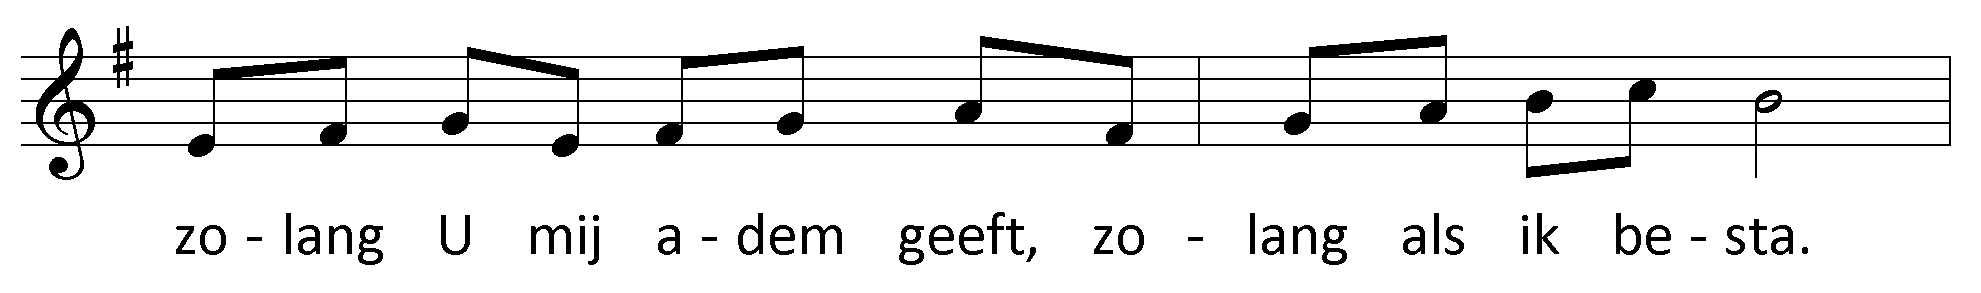 zo - lang U mij a - dem geeft, zo - lang als ik be - sta.